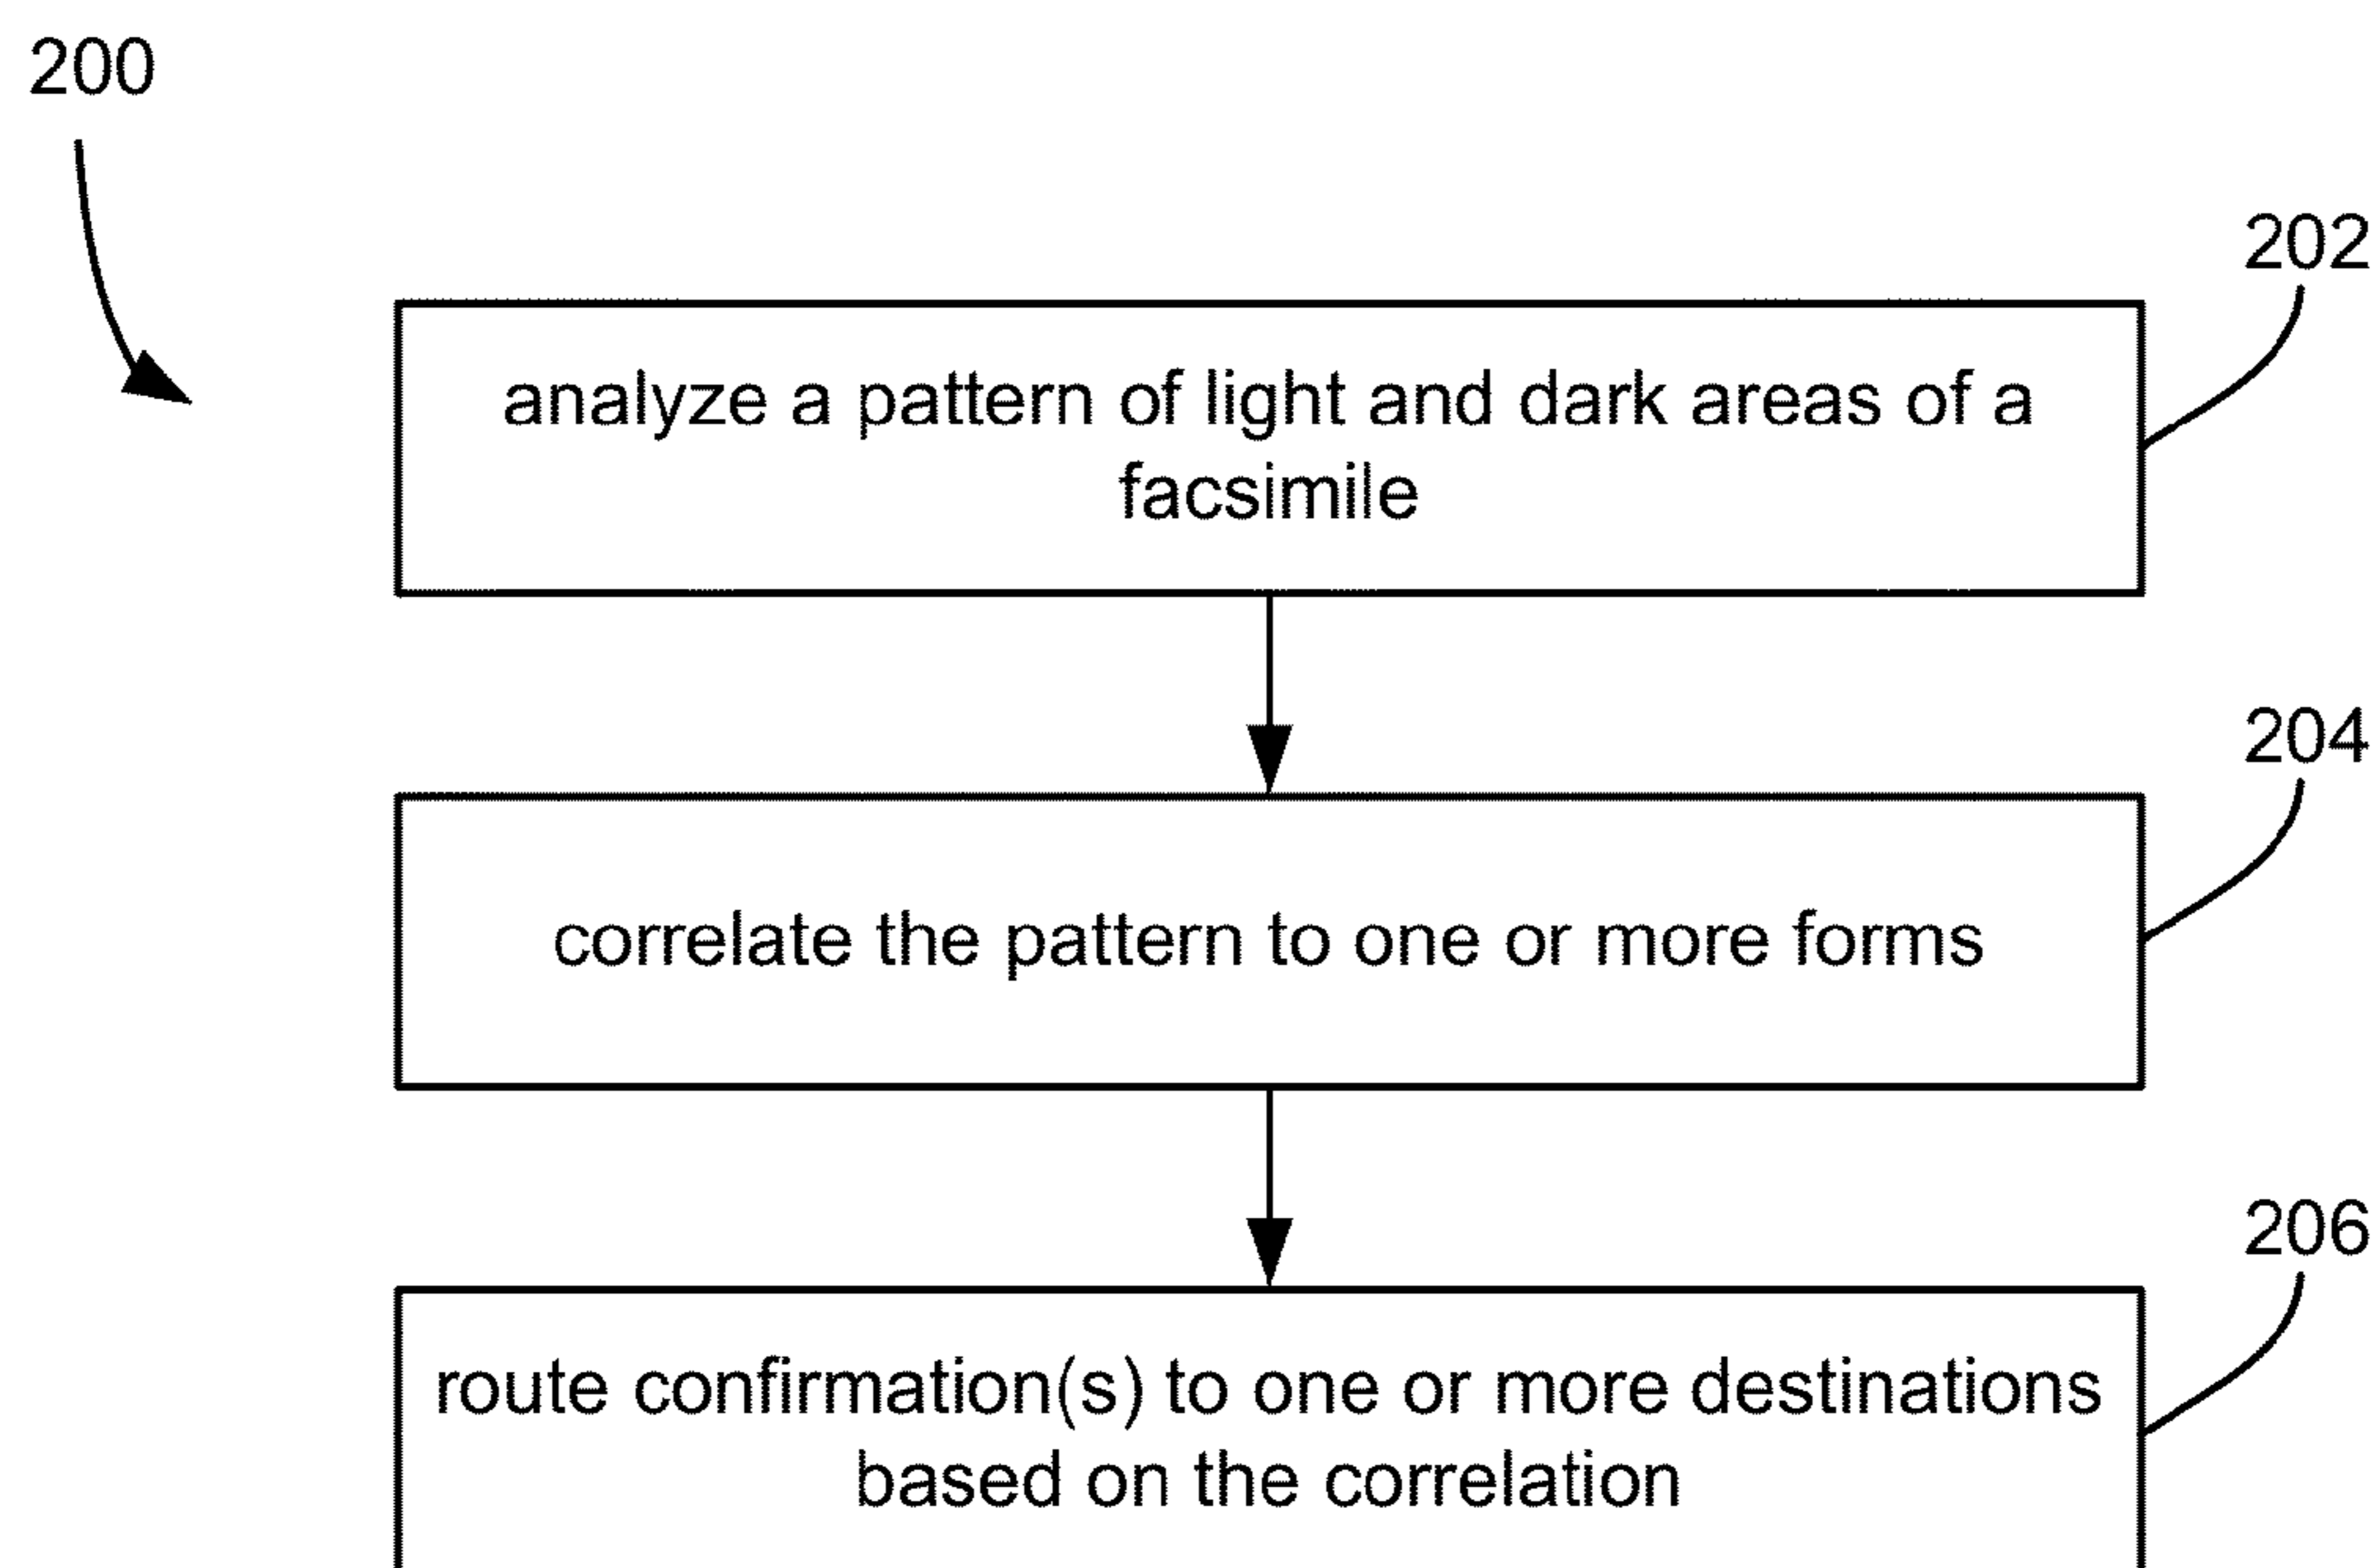 200
202
analyze a pattern of light and dark areas of a
facsimile
204
correlate the pattern to one or more forms
206
route confirmation(s) to one or more destinations
based on the correlation